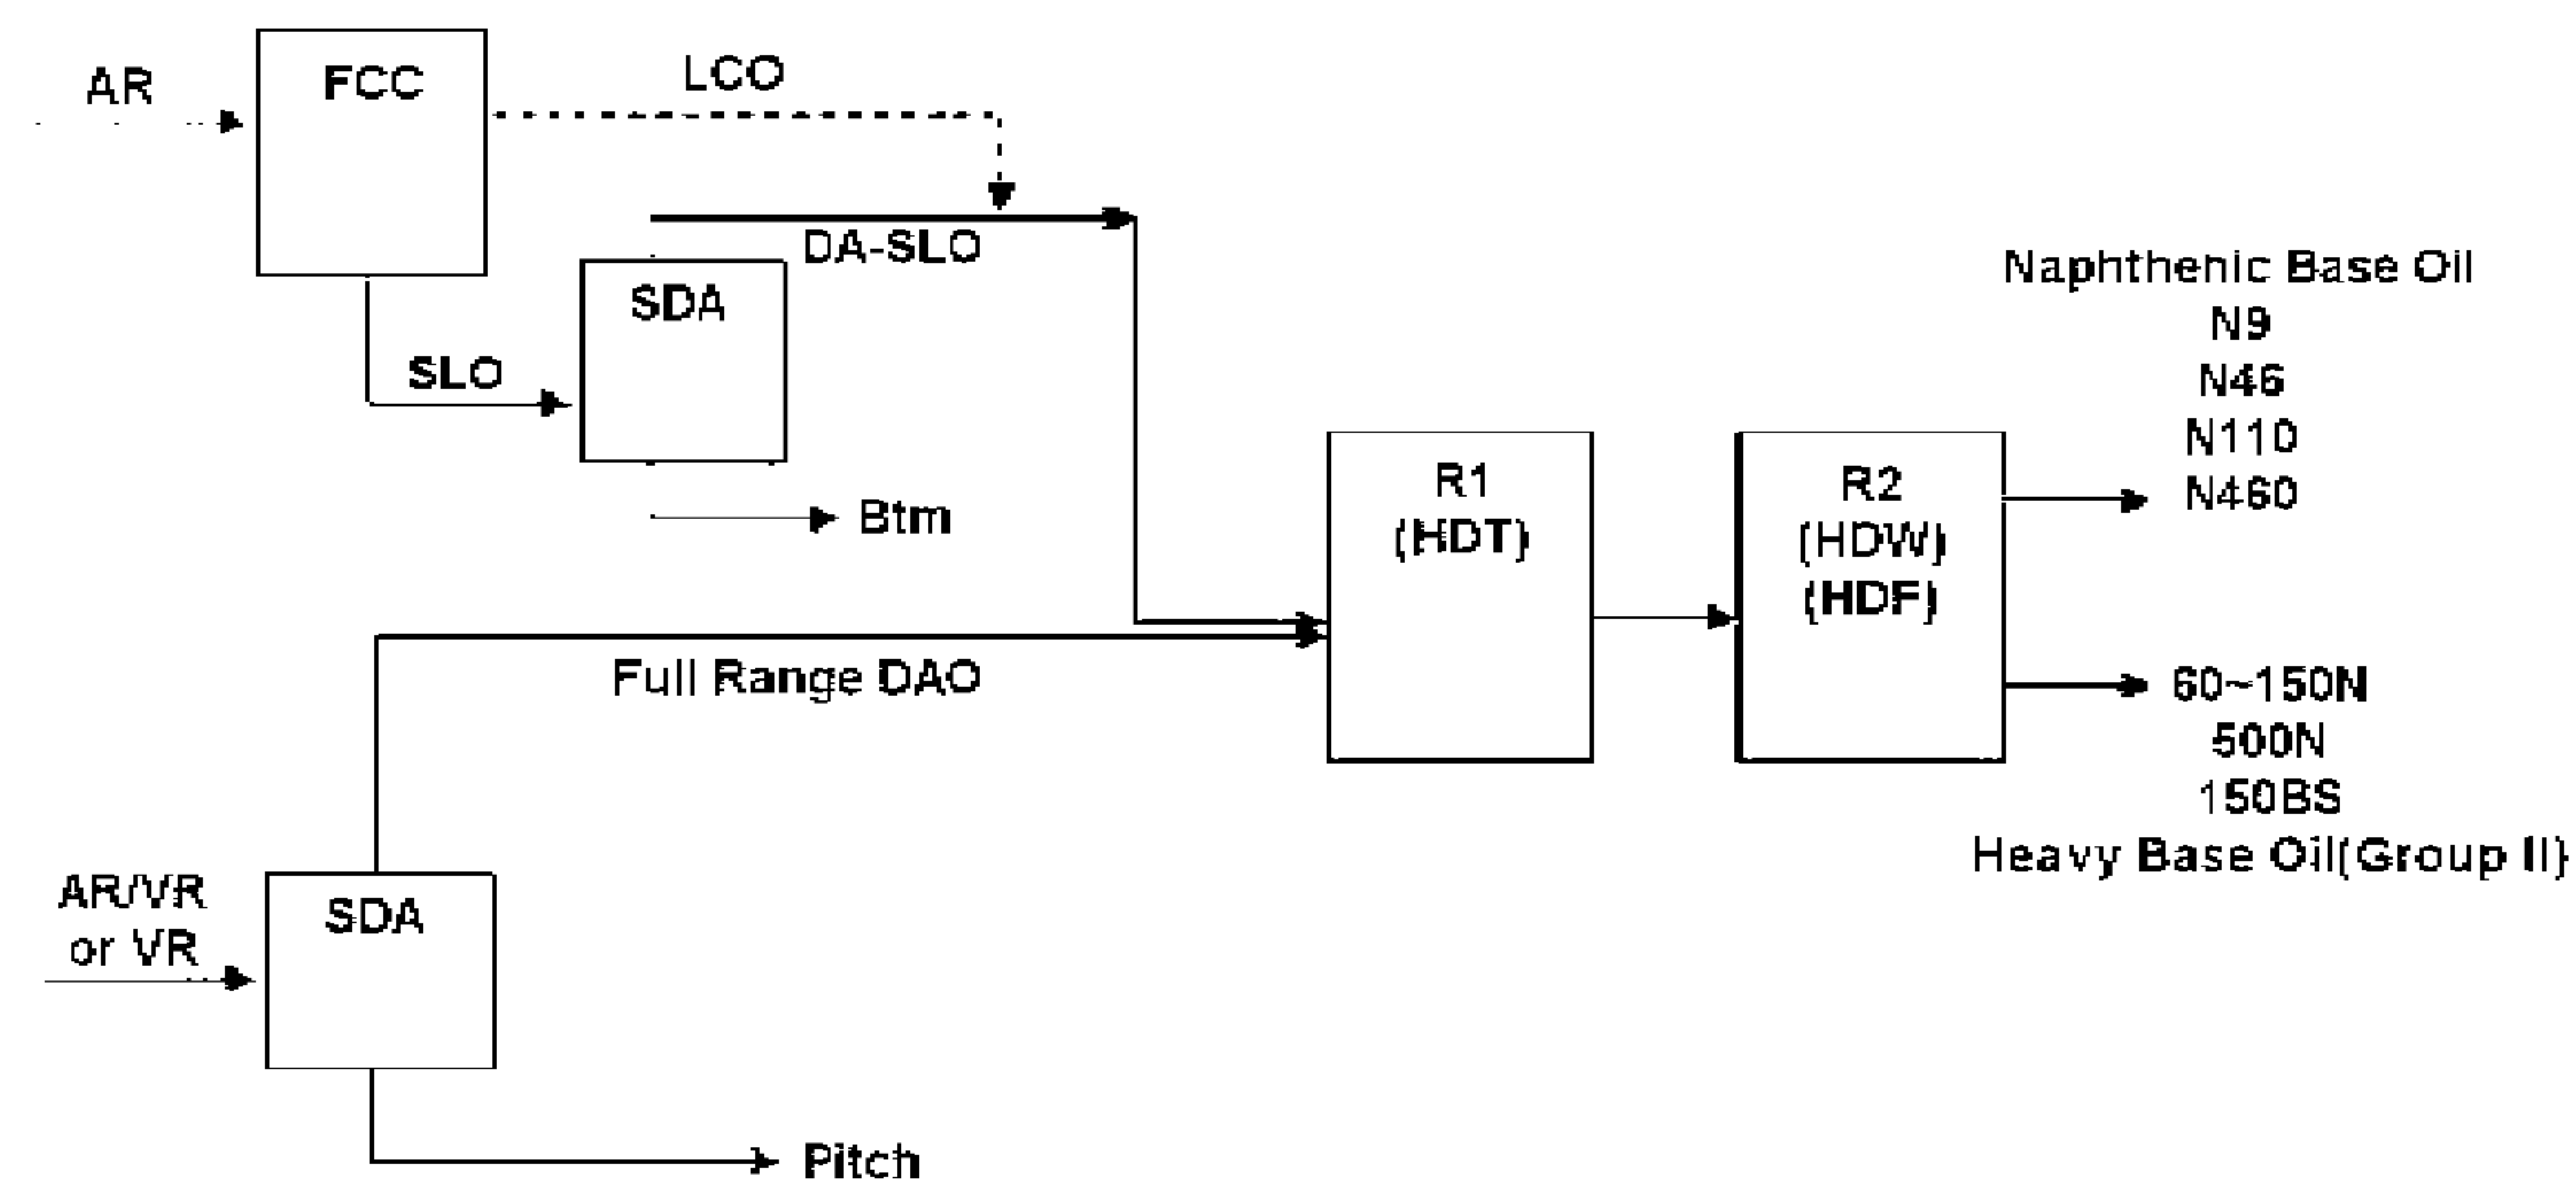 AR
FCC
LCO
DA-SLO
SDA
SLO
Btm
Naphthenic Base Oil
N9
N46
N110
N460
R1
(HDT)
R2
(HDW)
(HDF)
Full Range DAO
60~150N
500N
150BS
Heavy Base Oil(Group II)
AR/VR
or VR
SDA
Pitch